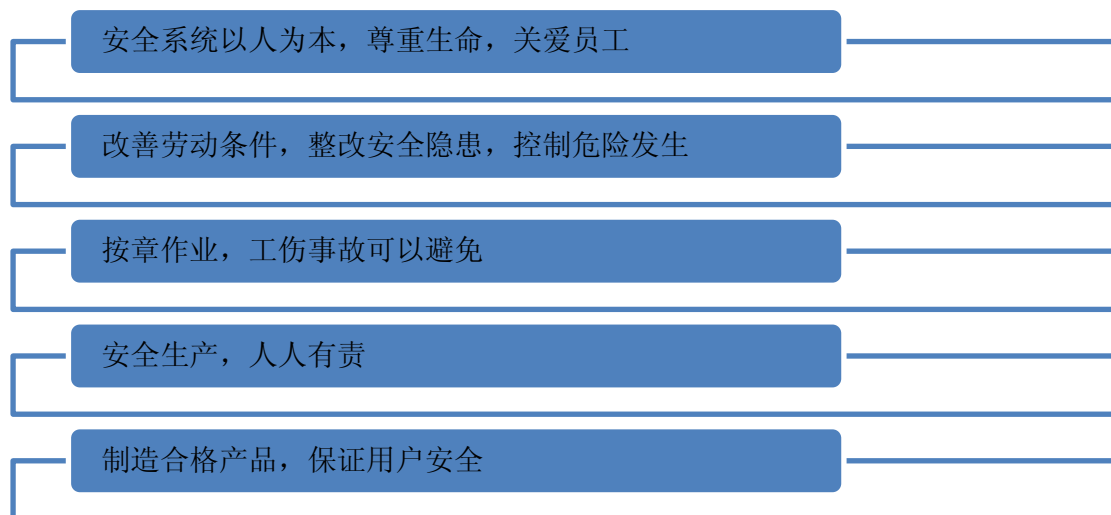 安全系统以人为本，尊重生命，关爱员工
改善劳动条件，整改安全隐患，控制危险发生
按章作业，工伤事故可以避免
安全生产，人人有责
制造合格产品，保证用户安全